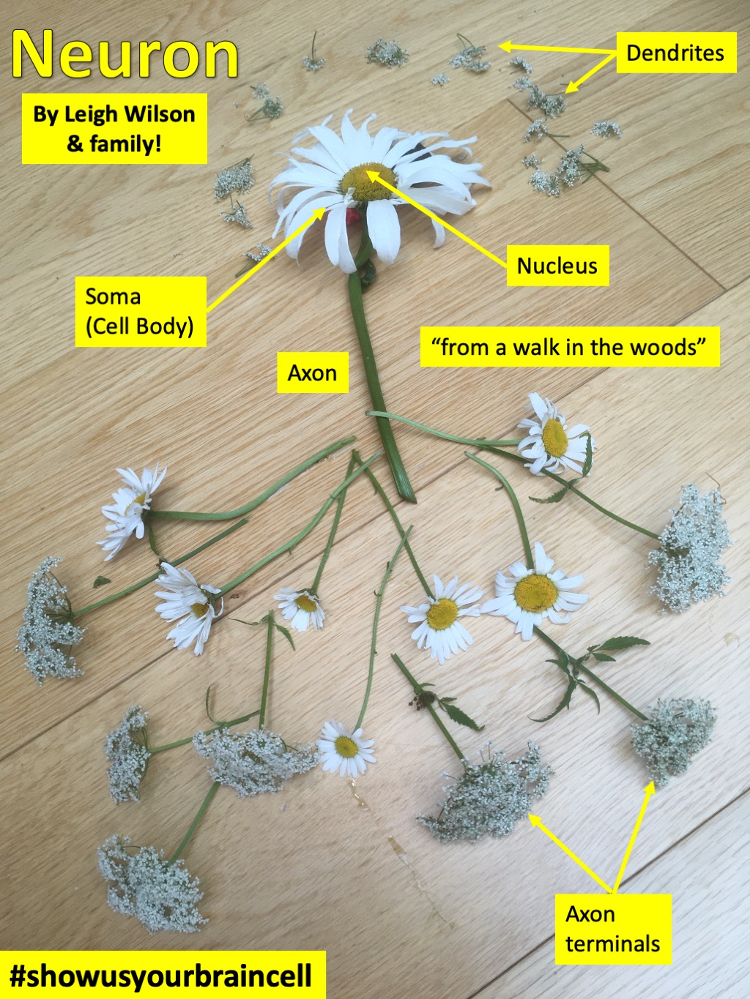 Neuron
By Leigh Wilson
& family!
Dendrites
Nucleus
Soma
(Cell Body)
“from a walk in the woods”
Axon
Axon
terminals
#showusyourbraincell